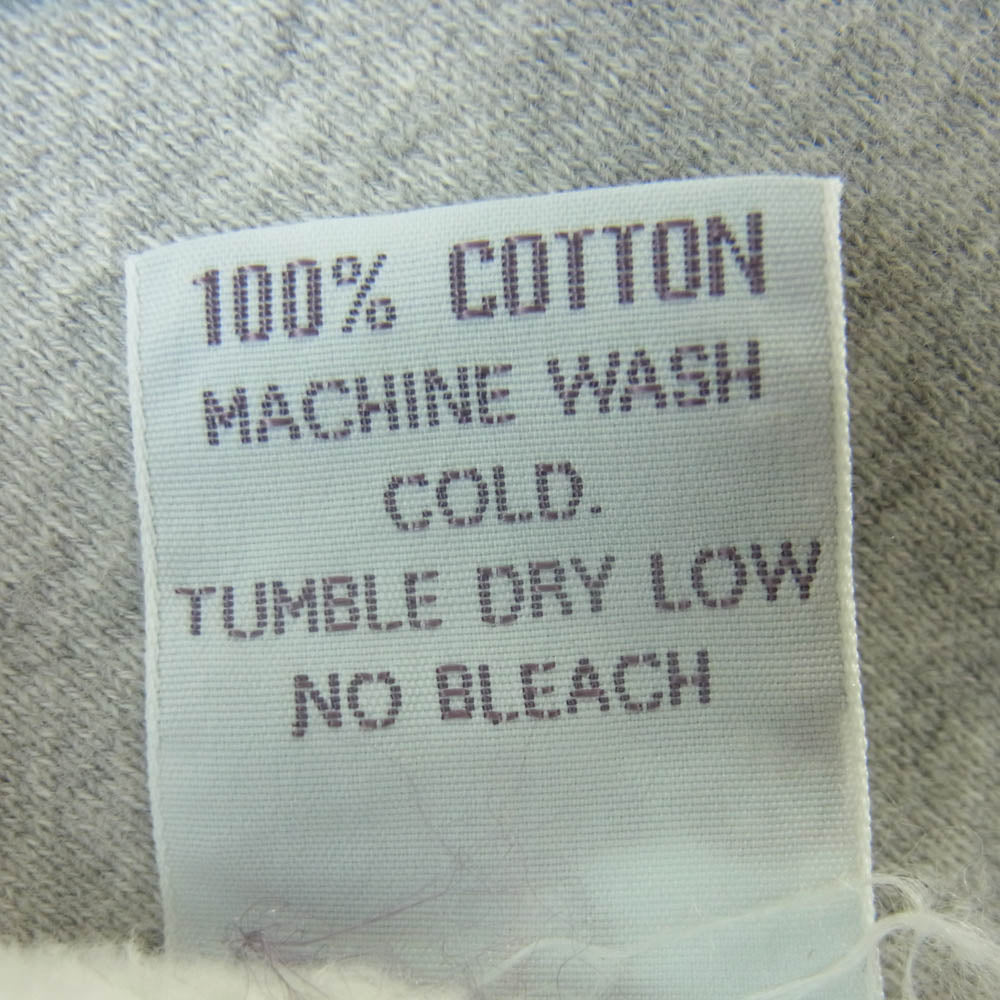 100% COTTON
MACHINE WASH
COLD.
TUMBLE DRY LOW
NO BLEACH